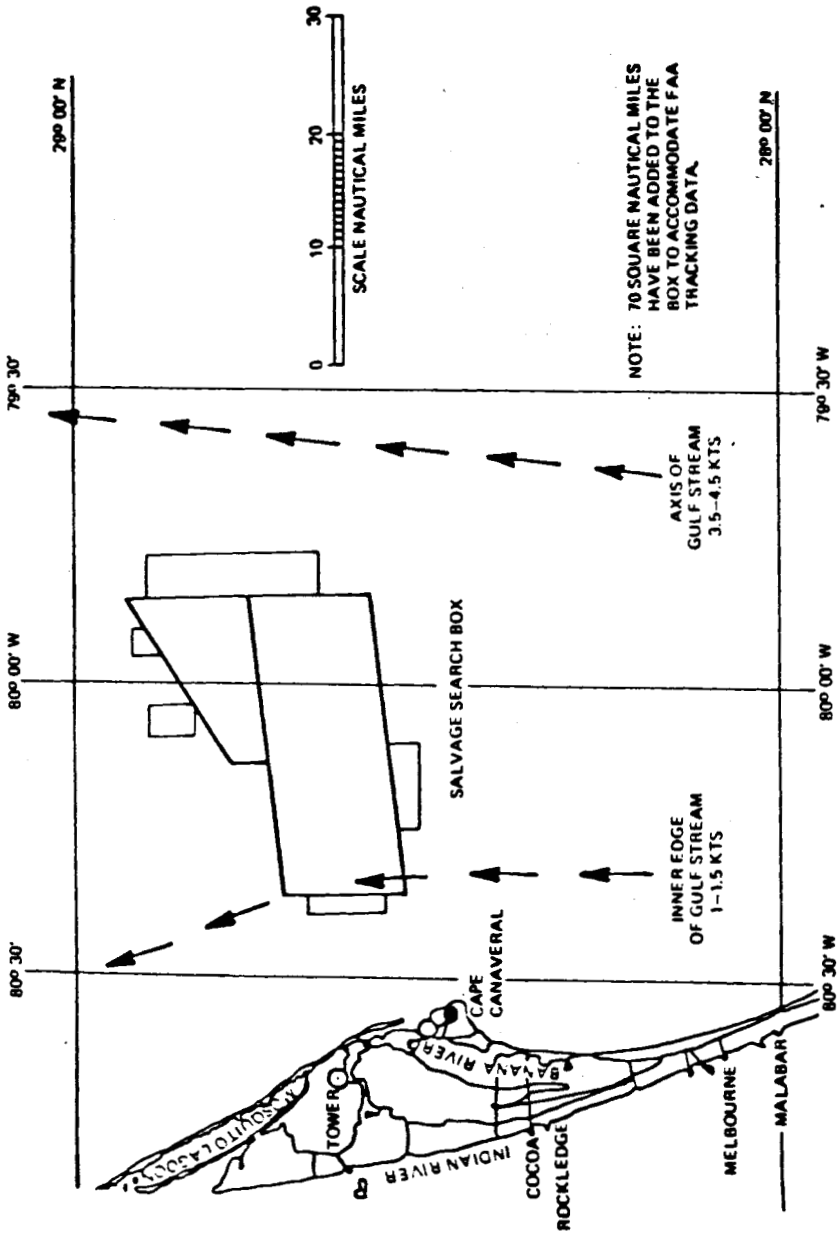 80° 30'
80° 00' W
79° 30'
29° 00' N
MOSQUITO LAGOON
TOWER
INDIAN RIVER
BANANA RIVER
CAPE
CANAVERAL
COCOA
ROCKLEDGE
MELBOURNE
MALABAR
SALVAGE SEARCH BOX
INNER EDGE
OF GULF STREAM
1–1.5 KTS
AXIS OF
GULF STREAM
3.5–4.5 KTS
0
10
20
30
SCALE NAUTICAL MILES
NOTE: 70 SQUARE NAUTICAL MILES
HAVE BEEN ADDED TO THE
BOX TO ACCOMMODATE FAA
TRACKING DATA.
28° 00' N
80° 30' W
80° 00' W
79° 30' W